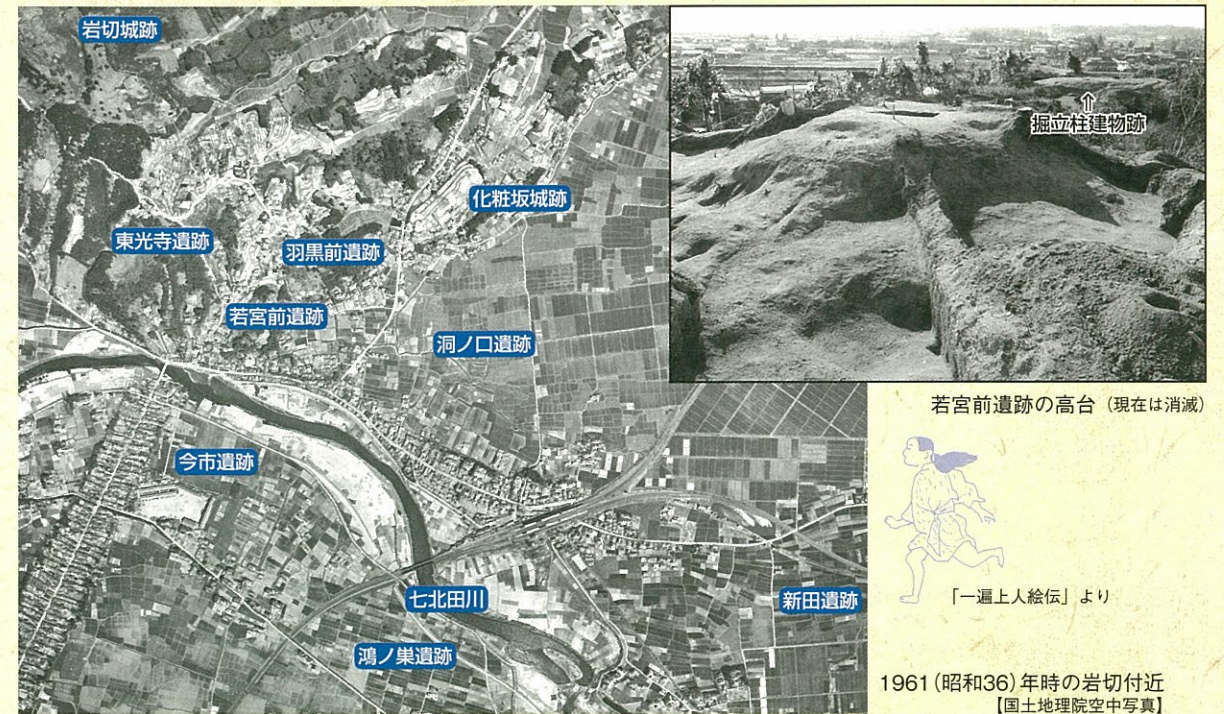 岩切城跡
化粧坂城跡
東光寺遺跡
羽黒前遺跡
若宮前遺跡
洞ノ口遺跡
今市遺跡
七北田川
新田遺跡
鴻ノ巣遺跡
⇧
掘立柱建物跡
若宮前遺跡の高台（現在は消滅）
「一遍上人絵伝」より
1961(昭和36)年時の岩切付近
【国土地理院空中写真】